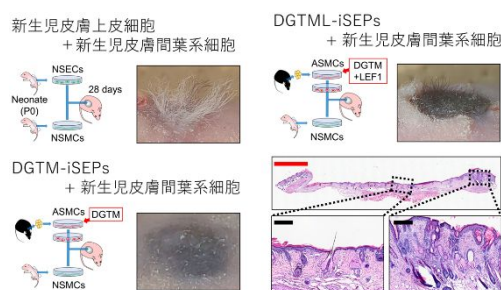 新生児皮膚上皮細胞
+新生児皮膚間葉系細胞
NSECs
Neonate
(P0)
28 days
NSMCs
DGTM-iSEPs
+新生児皮膚間葉系細胞
ASMCs
DGTM
NSMCs
DGTML-iSEPs
+新生児皮膚間葉系細胞
ASMCs
DGTM
+LEF1
NSMCs